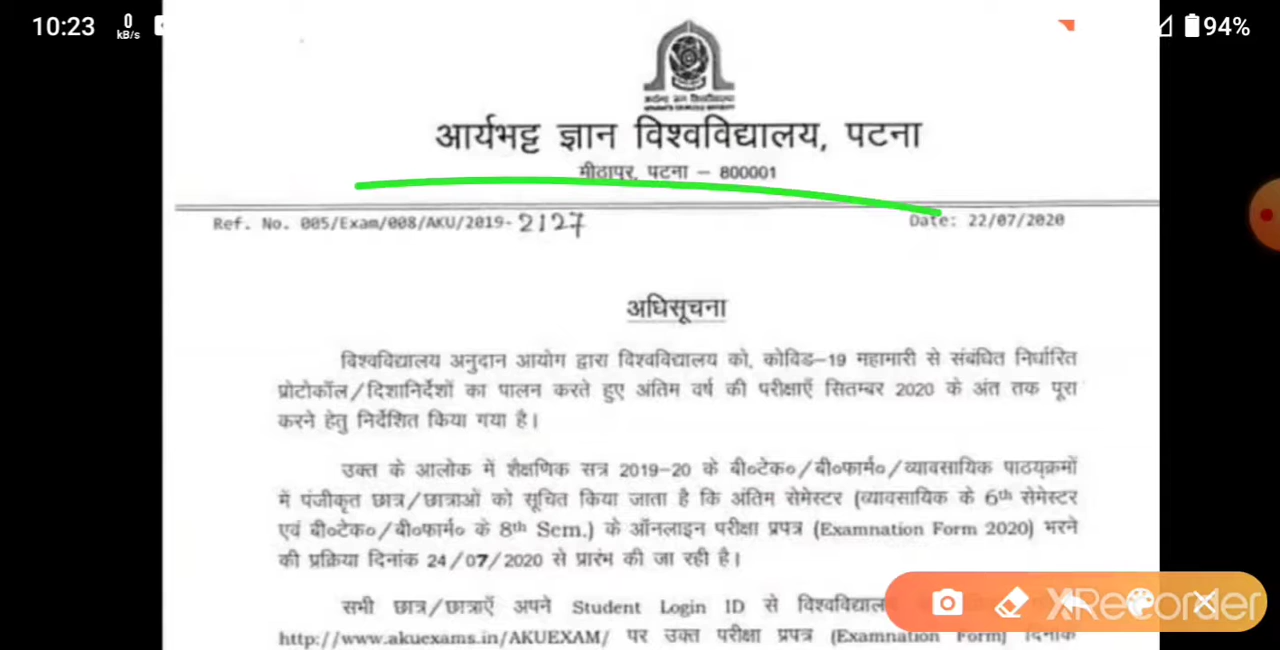 10:23 0 kB/s 94%
आर्यभट्ट ज्ञान विश्वविद्यालय, पटना
मीठापुर, पटना – 800001
Ref. No. 005/Exam/008/AKU/2019-2127 Date: 22/07/2020
अधिसूचना
विश्वविद्यालय अनुदान आयोग द्वारा विश्वविद्यालय को, कोविड–19 महामारी से संबंधित निर्धारित
प्रोटोकॉल/दिशानिर्देशों का पालन करते हुए अंतिम वर्ष की परीक्षाएँ सितम्बर 2020 के अंत तक पूरा
करने हेतु निर्देशित किया गया है।
उक्त के आलोक में शैक्षणिक सत्र 2019-20 के बी०टेक०/बी०फार्म०/व्यावसायिक पाठ्यक्रमों
में पंजीकृत छात्र/छात्राओं को सूचित किया जाता है कि अंतिम सेमेस्टर (व्यावसायिक के 6th सेमेस्टर
एवं बी०टेक०/बी०फार्म० के 8th Sem.) के ऑनलाइन परीक्षा प्रपत्र (Examnation Form 2020) भरने
की प्रक्रिया दिनांक 24/07/2020 से प्रारंभ की जा रही है।
सभी छात्र/छात्राएँ अपने Student Login ID से
XRecorder
http://www.akuexams.in/AKUEXAM/ पर उक्त परीक्षा प्रपत्र (Examnation Form) दिनांक